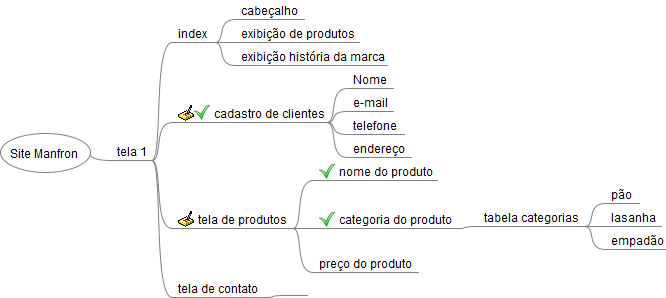 Site Manfron
tela 1
index
cabeçalho
exibição de produtos
exibição história da marca
cadastro de clientes
Nome
e-mail
telefone
endereço
tela de produtos
nome do produto
categoria do produto
tabela categorias
pão
lasanha
empadão
preço do produto
tela de contato